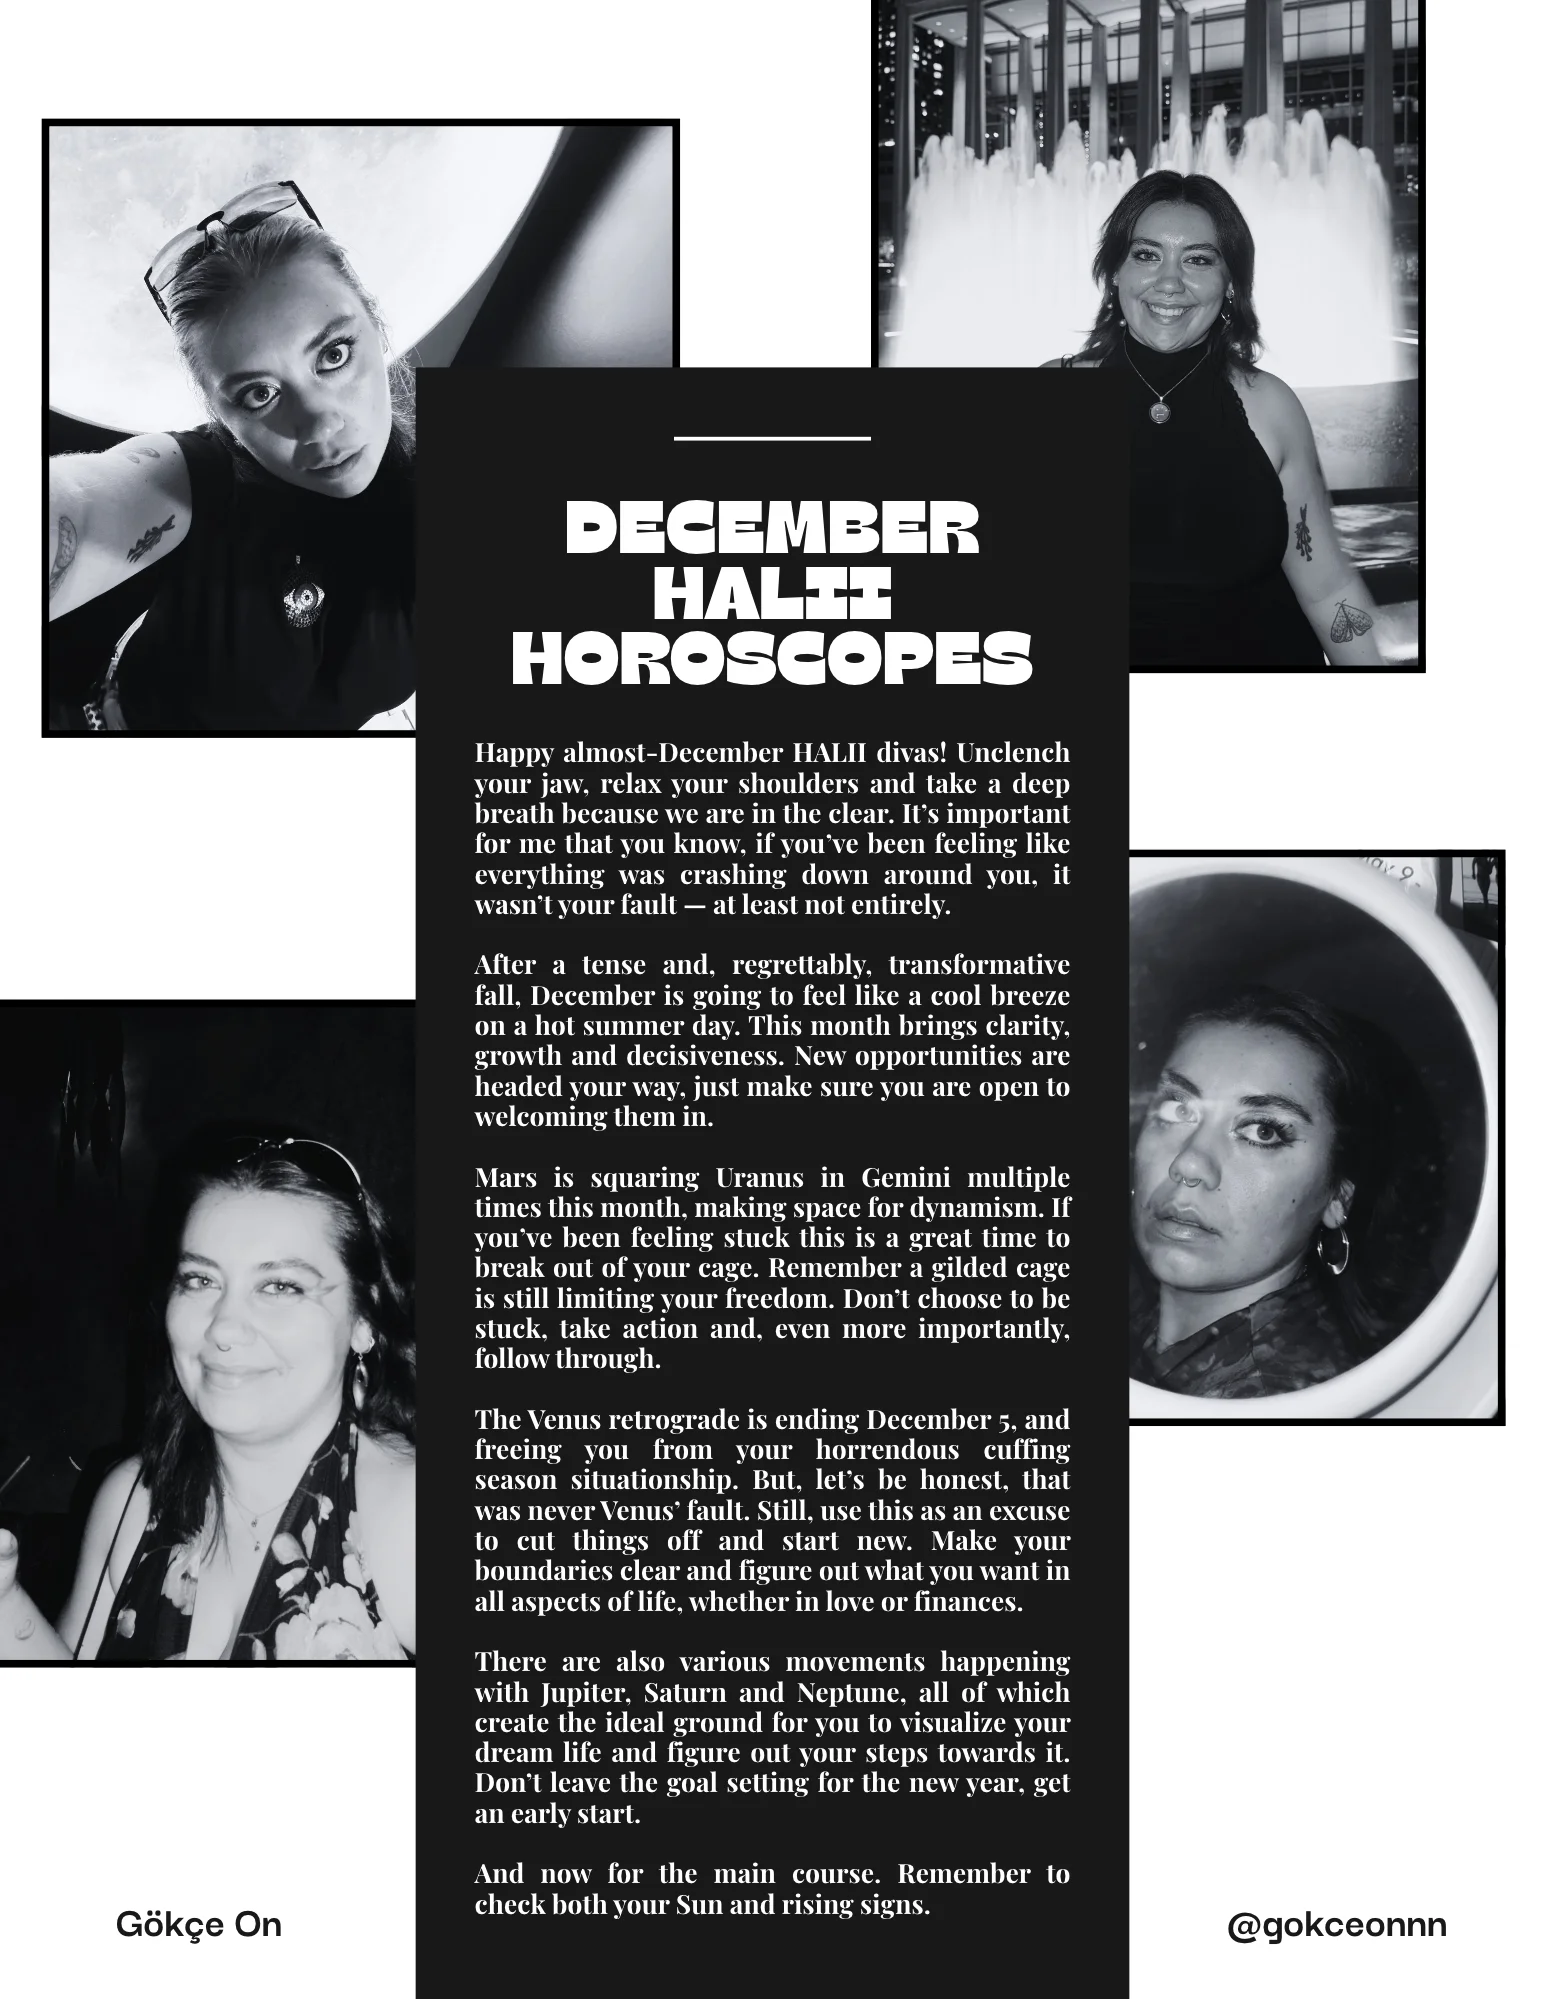 DECEMBER
HALII
HOROSCOPES
Happy almost-December HALII divas! Unclench
your jaw, relax your shoulders and take a deep
breath because we are in the clear. It’s important
for me that you know, if you’ve been feeling like
everything was crashing down around you, it
wasn’t your fault — at least not entirely.
After a tense and, regrettably, transformative
fall, December is going to feel like a cool breeze
on a hot summer day. This month brings clarity,
growth and decisiveness. New opportunities are
headed your way, just make sure you are open to
welcoming them in.
Mars is squaring Uranus in Gemini multiple
times this month, making space for dynamism. If
you’ve been feeling stuck this is a great time to
break out of your cage. Remember a gilded cage
is still limiting your freedom. Don’t choose to be
stuck, take action and, even more importantly,
follow through.
The Venus retrograde is ending December 5, and
freeing you from your horrendous cuffing
season situationship. But, let’s be honest, that
was never Venus’ fault. Still, use this as an excuse
to cut things off and start new. Make your
boundaries clear and figure out what you want in
all aspects of life, whether in love or finances.
There are also various movements happening
with Jupiter, Saturn and Neptune, all of which
create the ideal ground for you to visualize your
dream life and figure out your steps towards it.
Don’t leave the goal setting for the new year, get
an early start.
And now for the main course. Remember to
check both your Sun and rising signs.
Gökçe On
@gokceonnn